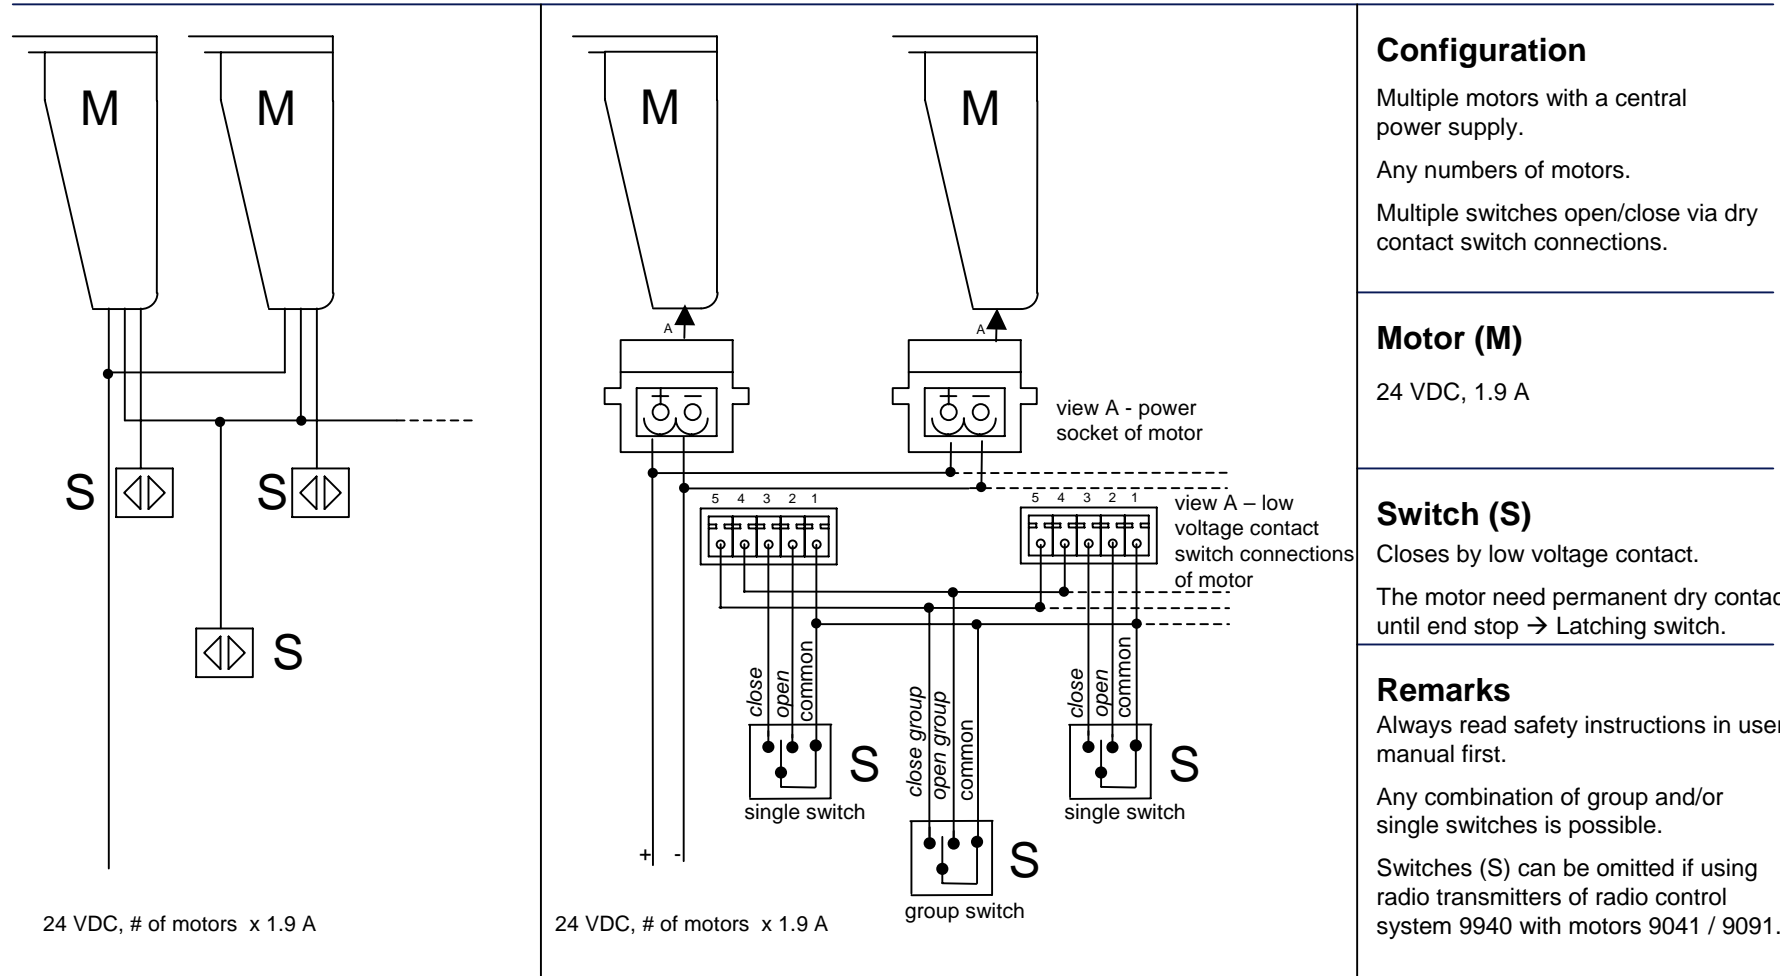 M
M
S
S
S
24 VDC, # of motors x 1.9 A
M
M
A
A
+ −
+ −
view A - power
socket of motor
5 4 3 2 1
5 4 3 2 1
view A – low
voltage contact
switch connections
of motor
close
open
common
S
single switch
close group
open group
common
S
group switch
close
open
common
S
single switch
+ -
24 VDC, # of motors x 1.9 A
Configuration
Multiple motors with a central
power supply.
Any numbers of motors.
Multiple switches open/close via dry
contact switch connections.
Motor (M)
24 VDC, 1.9 A
Switch (S)
Closes by low voltage contact.
The motor need permanent dry contac
until end stop → Latching switch.
Remarks
Always read safety instructions in user
manual first.
Any combination of group and/or
single switches is possible.
Switches (S) can be omitted if using
radio transmitters of radio control
system 9940 with motors 9041 / 9091.